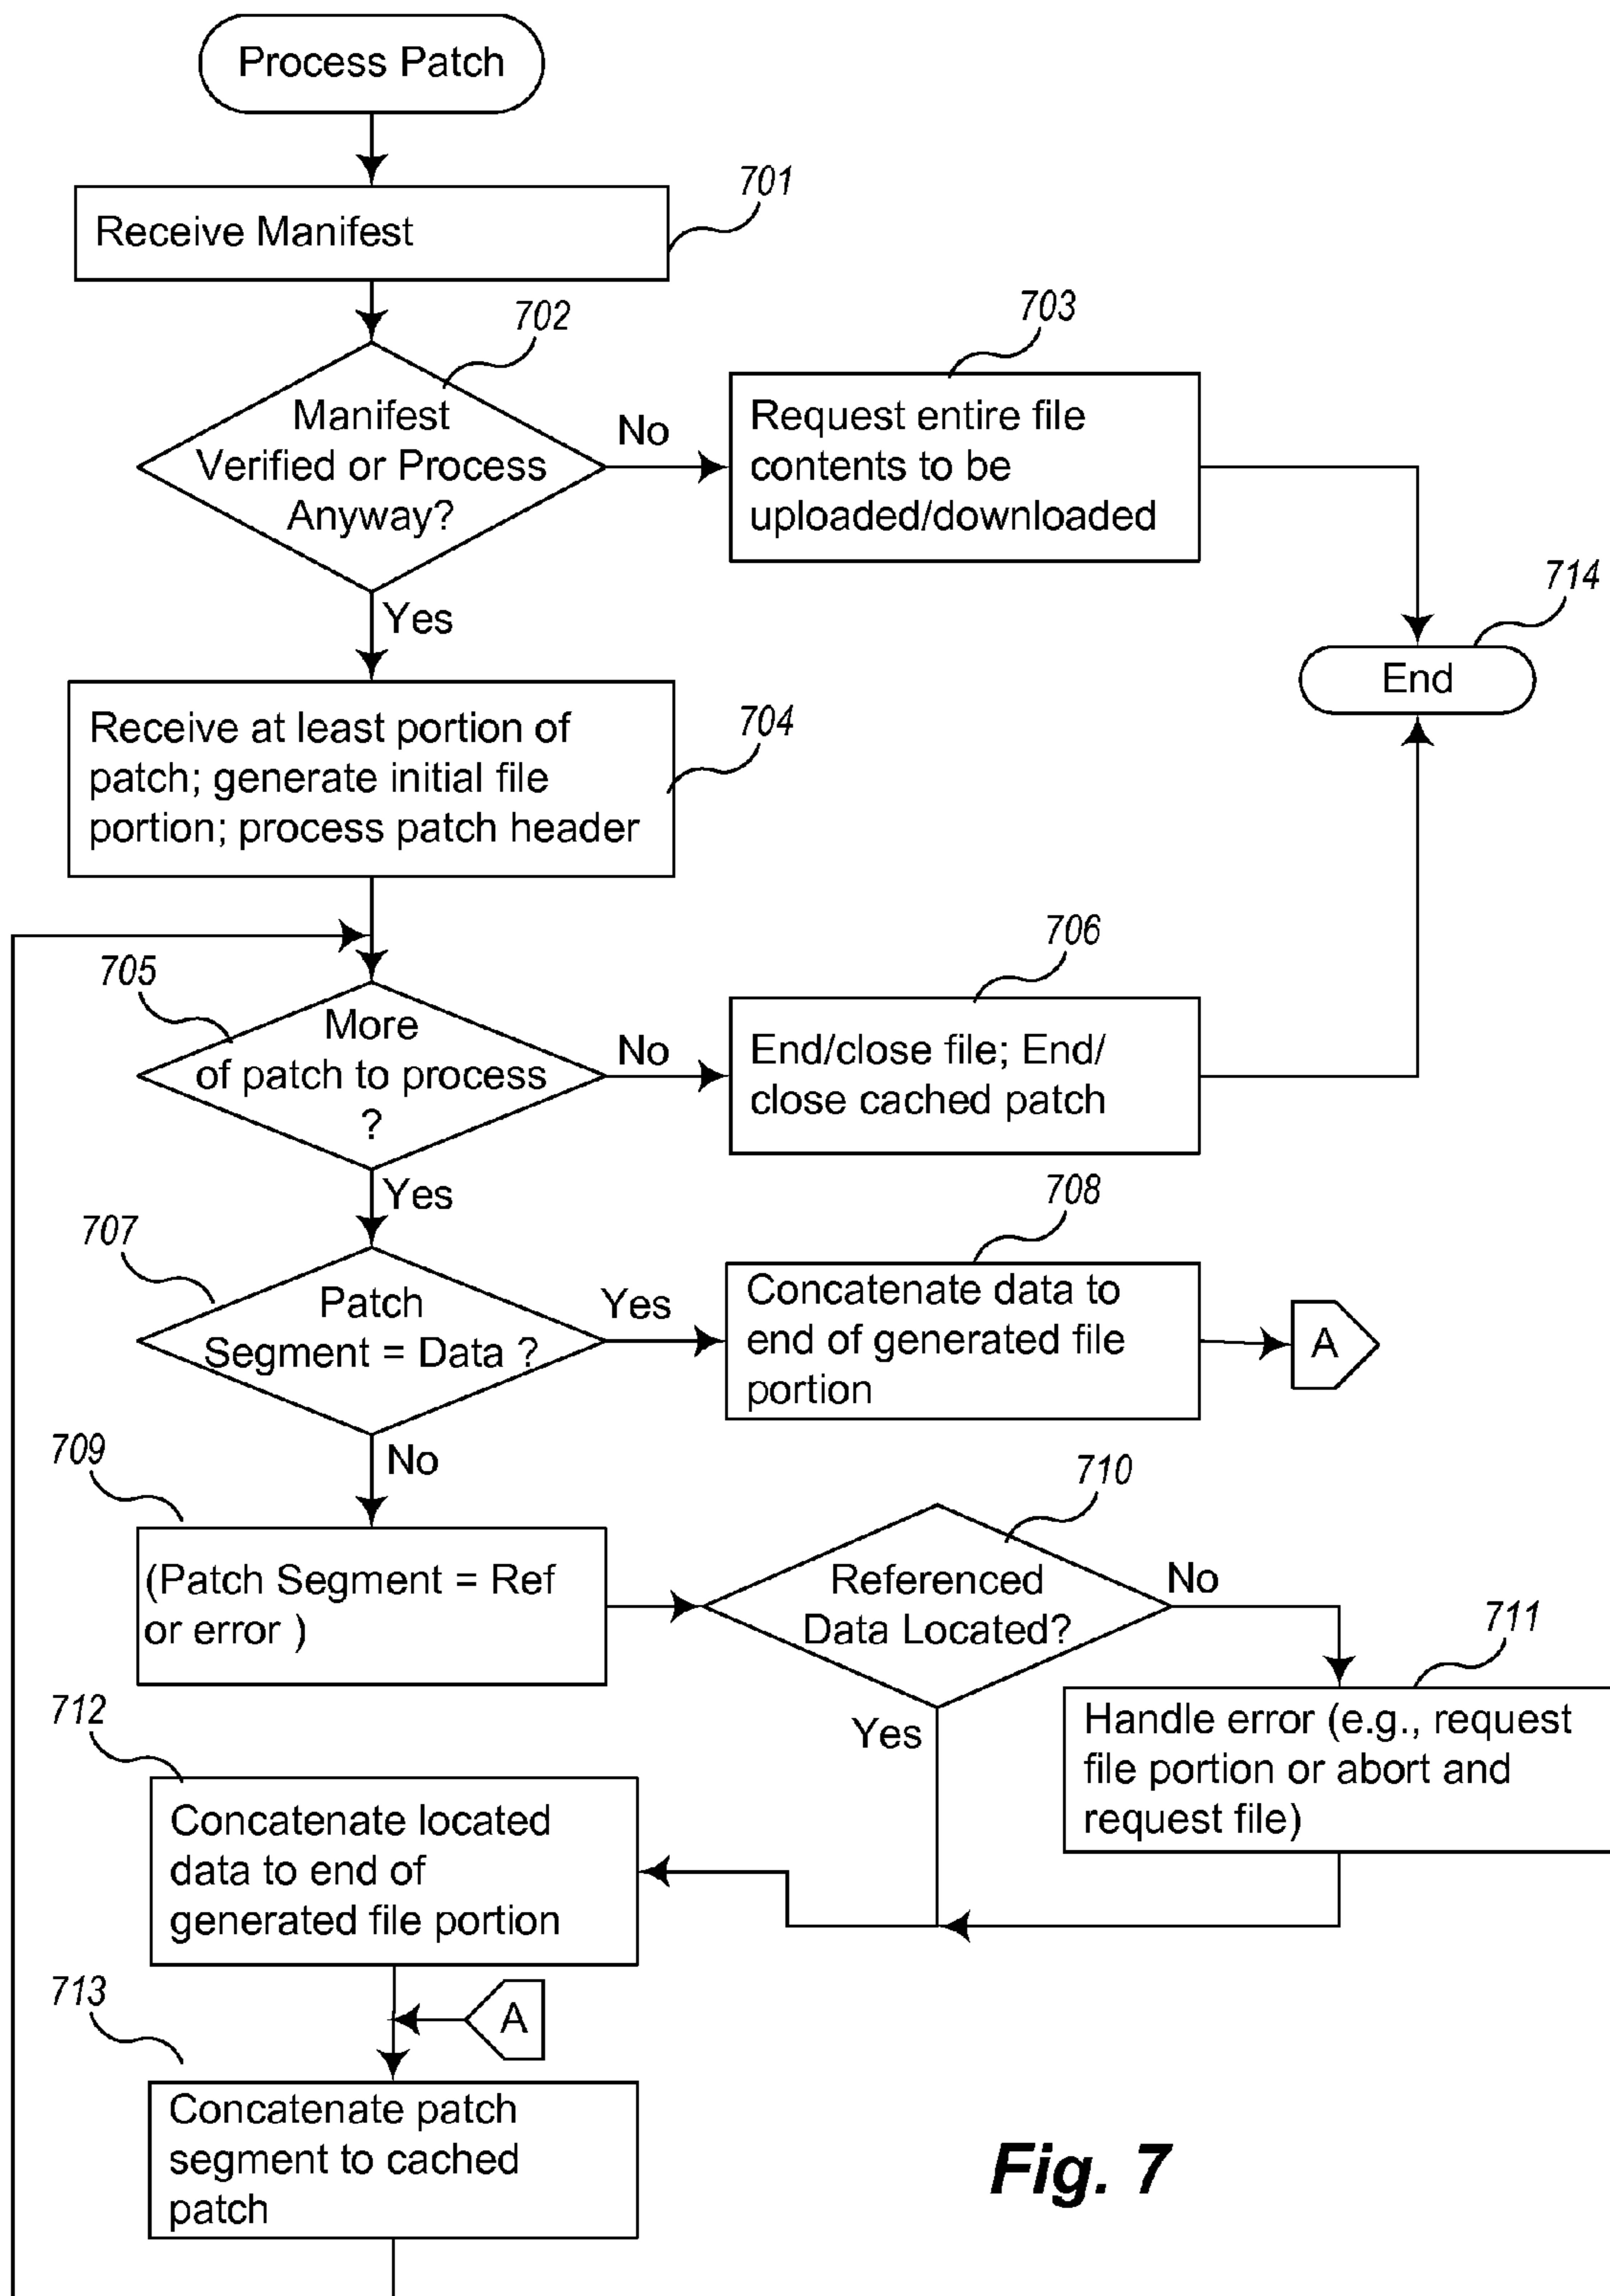 Process Patch
701
Receive Manifest
702
703
Manifest
Verified or Process
Anyway?
No
Request entire file
contents to be
uploaded/downloaded
714
Yes
End
Receive at least portion of
patch; generate initial file
portion; process patch header
704
706
705
More
of patch to process
?
No
End/close file; End/
close cached patch
Yes
708
707
Patch
Segment = Data ?
Yes
Concatenate data to
end of generated file
portion
A
709
No
710
(Patch Segment = Ref
or error )
Referenced
Data Located?
No
711
712
Yes
Handle error (e.g., request
file portion or abort and
request file)
Concatenate located
data to end of
generated file portion
713
A
Concatenate patch
segment to cached
patch
Fig. 7